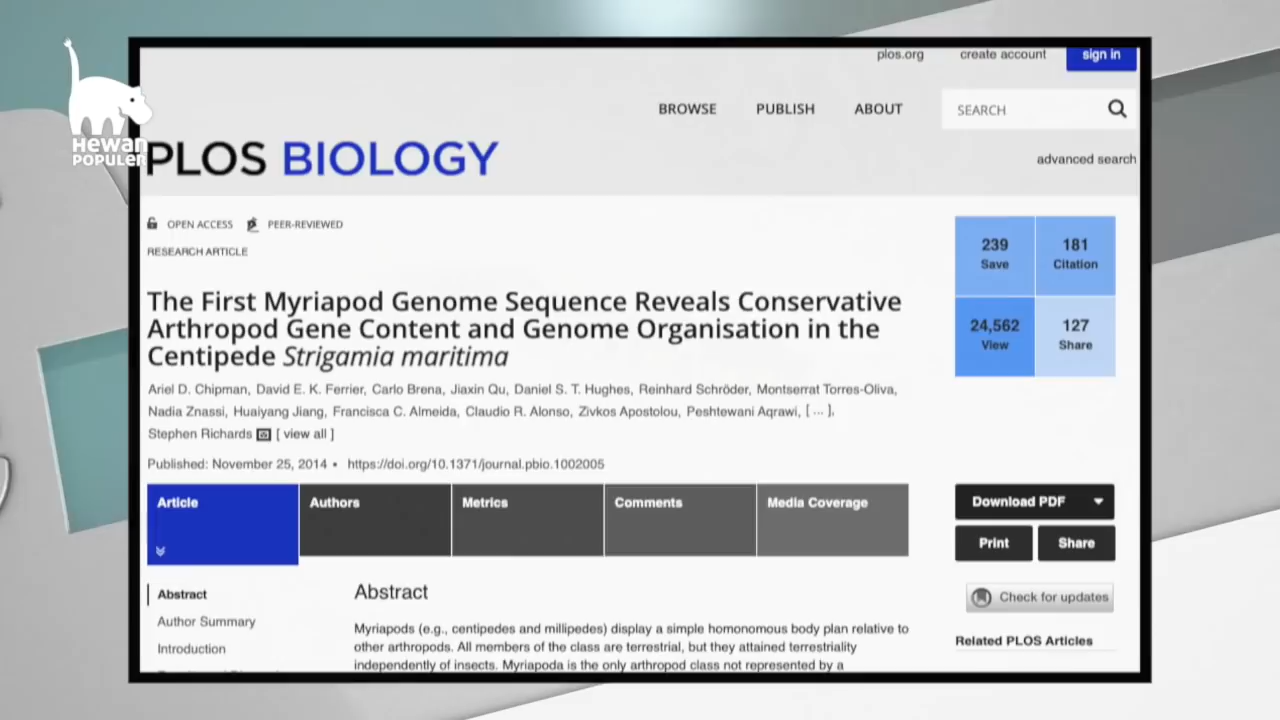 plos.org create account sign in
BROWSE PUBLISH ABOUT SEARCH
HEWAN
POPULER
PLOS BIOLOGY
advanced search
OPEN ACCESS PEER-REVIEWED
RESEARCH ARTICLE
239 181
Save Citation
24,562 127
View Share
The First Myriapod Genome Sequence Reveals Conservative
Arthropod Gene Content and Genome Organisation in the
Centipede Strigamia maritima
Ariel D. Chipman, David E. K. Ferrier, Carlo Brena, Jiaxin Qu, Daniel S. T. Hughes, Reinhard Schröder, Montserrat Torres-Oliva,
Nadia Znassi, Huaiyang Jiang, Francisca C. Almeida, Claudio R. Alonso, Zivkos Apostolou, Peshtewani Aqrawi, [ ... ],
Stephen Richards [ view all ]
Published: November 25, 2014 • https://doi.org/10.1371/journal.pbio.1002005
Article Authors Metrics Comments Media Coverage
Download PDF
Print Share
Check for updates
Related PLOS Articles
Abstract
Author Summary
Introduction
Abstract
Myriapods (e.g., centipedes and millipedes) display a simple homonomous body plan relative to
other arthropods. All members of the class are terrestrial, but they attained terrestriality
independently of insects. Myriapoda is the only arthropod class not represented by a